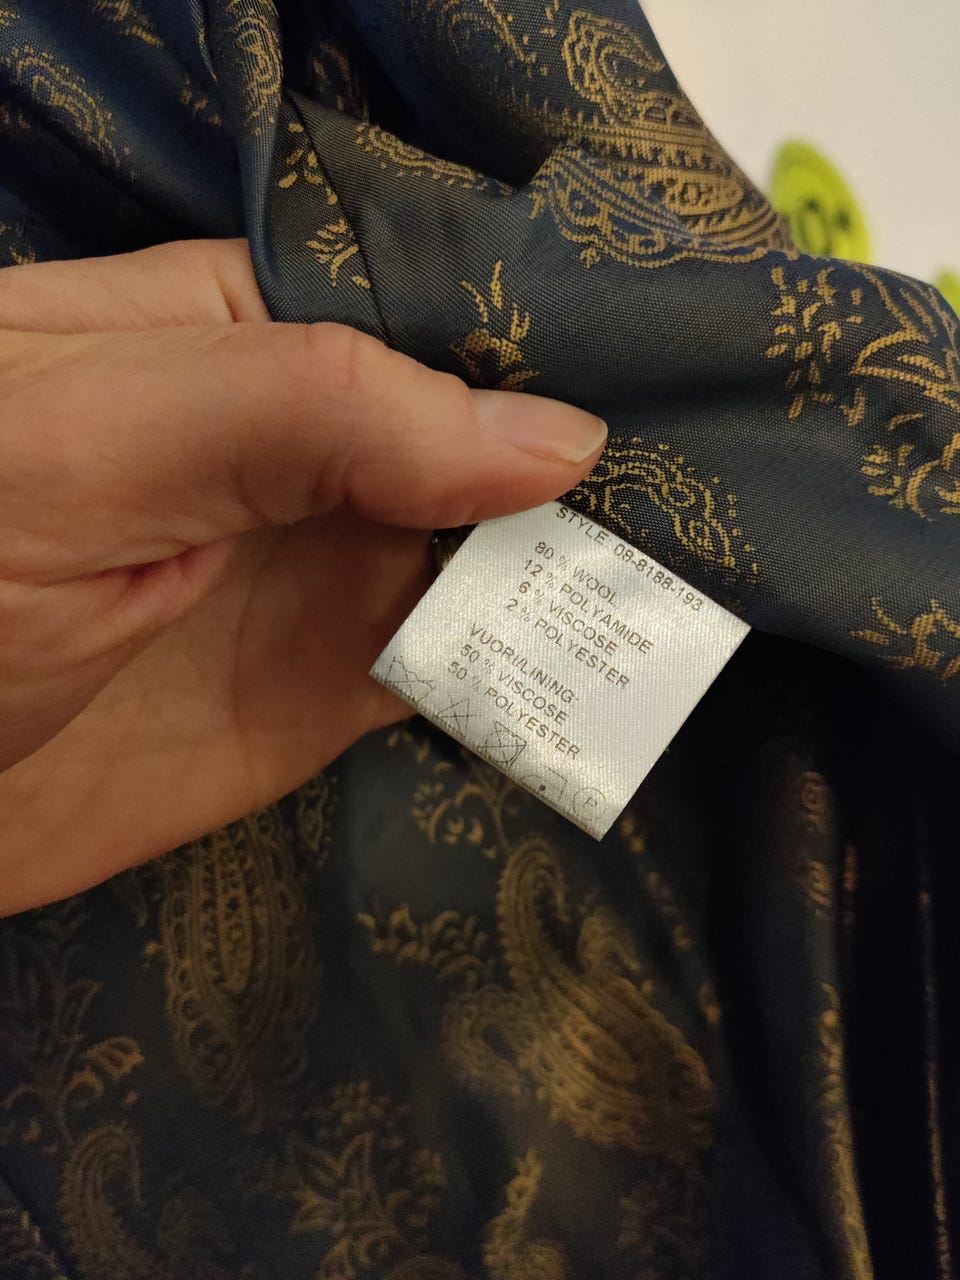 STYLE 08-8188-193
80 % WOOL
12 % POLYAMIDE
6 % VISCOSE
2 % POLYESTER
VUORI/LINING:
50 % VISCOSE
50 % POLYESTER
P